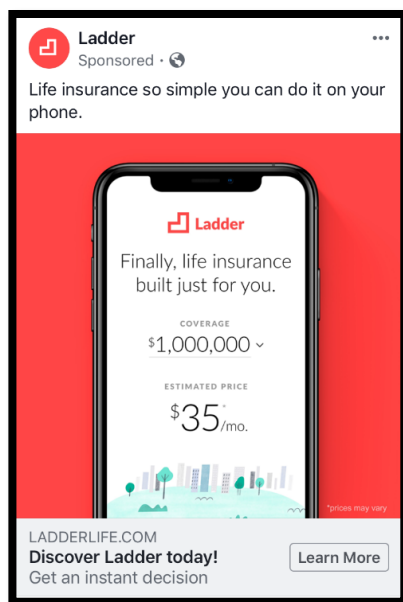 Ladder
Sponsored ·
Life insurance so simple you can do it on your
phone.
Ladder
Finally, life insurance
built just for you.
COVERAGE
$1,000,000
ESTIMATED PRICE
$35*/mo.
*prices may vary
LADDERLIFE.COM
Discover Ladder today!
Get an instant decision
Learn More